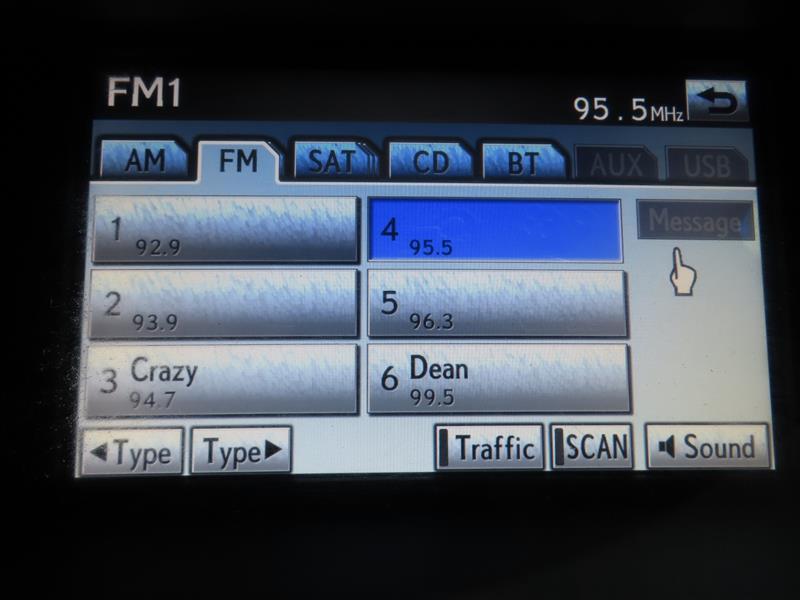 FM1
95.5MHz
AM FM SAT CD BT AUX USB
1 92.9
4 95.5
Message
2 93.9
5 96.3
3 Crazy 94.7
6 Dean 99.5
Type Type Traffic SCAN Sound